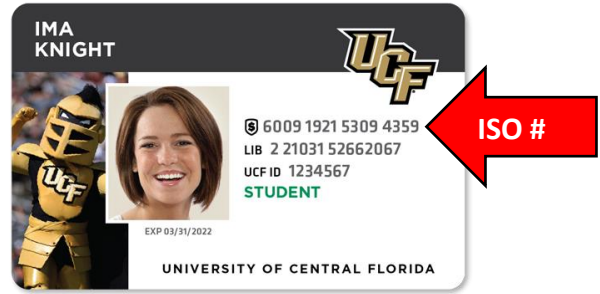 IMA
KNIGHT
UCF
6009 1921 5309 4359
ISO #
LIB 2 21031 52662067
UCF ID 1234567
STUDENT
UCF
EXP 03/31/2022
UNIVERSITY OF CENTRAL FLORIDA